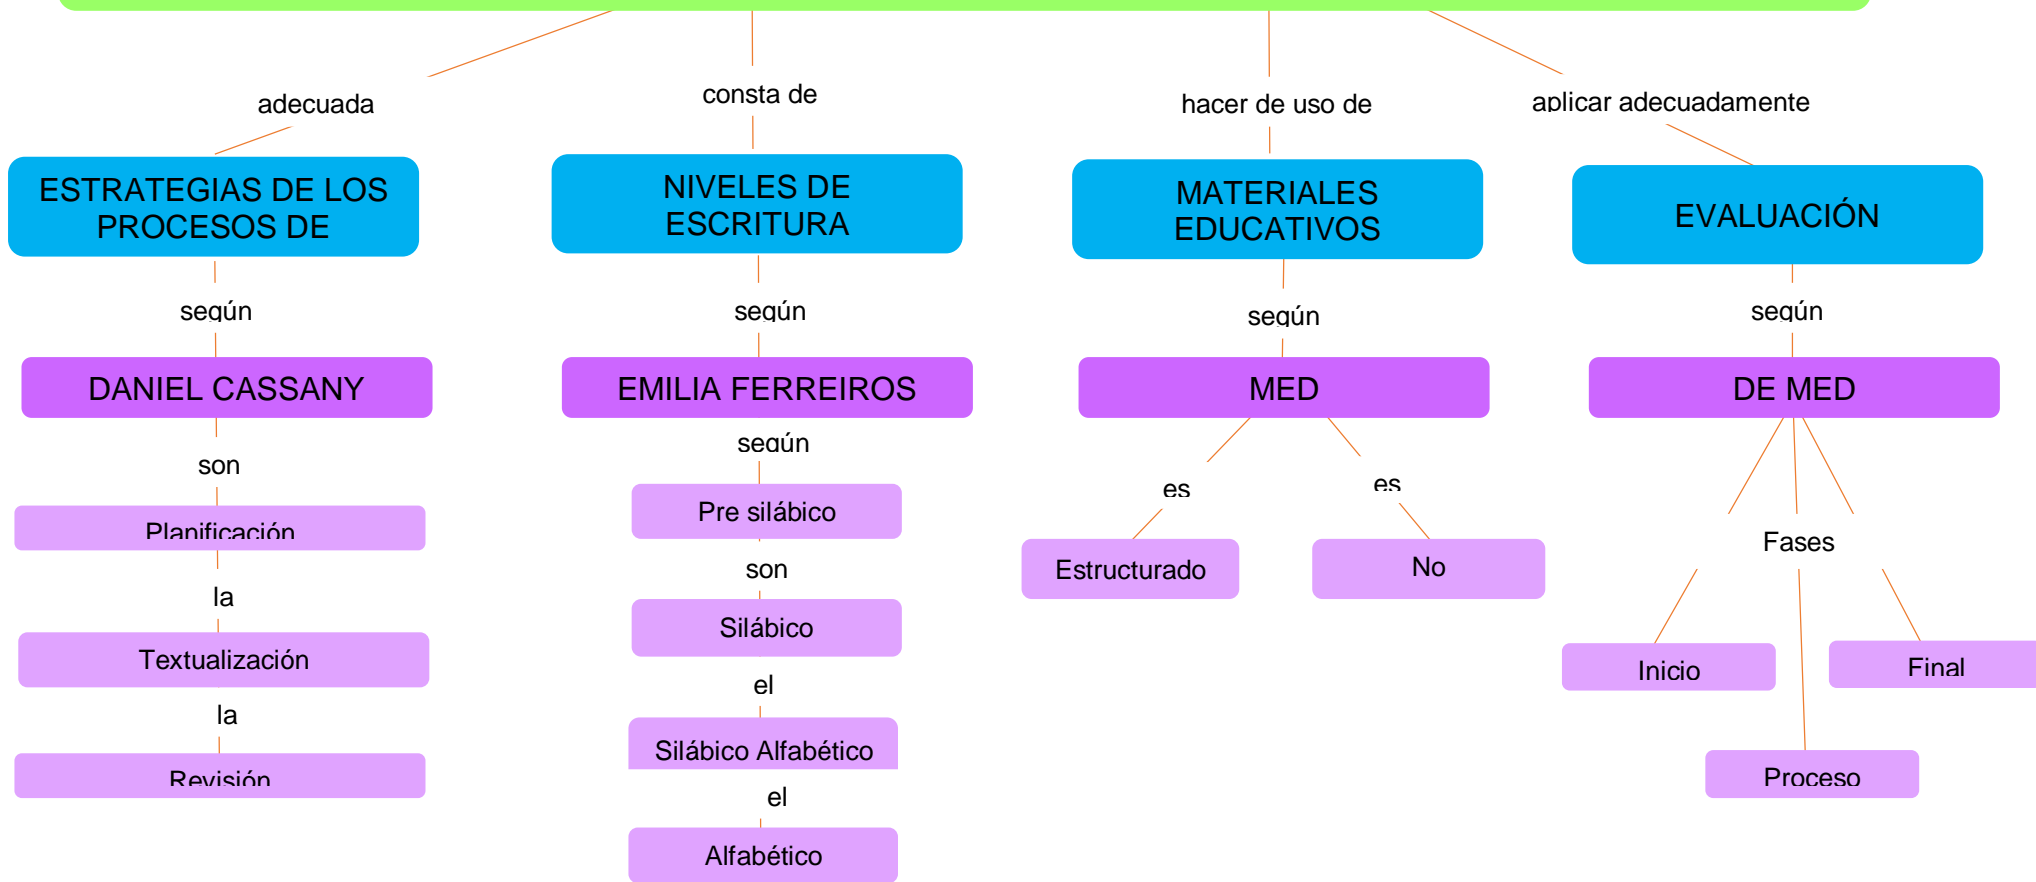 adecuada
consta de
hacer de uso de
aplicar adecuadamente
ESTRATEGIAS DE LOS
PROCESOS DE
NIVELES DE
ESCRITURA
MATERIALES
EDUCATIVOS
EVALUACIÓN
según
según
según
según
DANIEL CASSANY
EMILIA FERREIROS
MED
DE MED
son
según
es
es
Fases
Planificación
Pre silábico
Estructurado
No
la
son
Textualización
Silábico
Inicio
Final
la
el
Revisión
Silábico Alfabético
Proceso
el
Alfabético